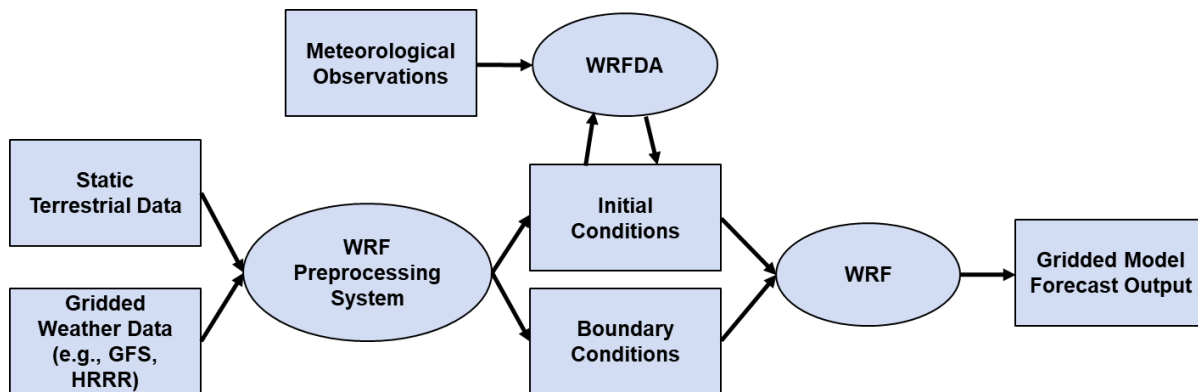 Meteorological
Observations
WRFDA
Static
Terrestrial Data
WRF
Preprocessing
System
Gridded
Weather Data
(e.g., GFS,
HRRR)
Initial
Conditions
Boundary
Conditions
WRF
Gridded Model
Forecast Output